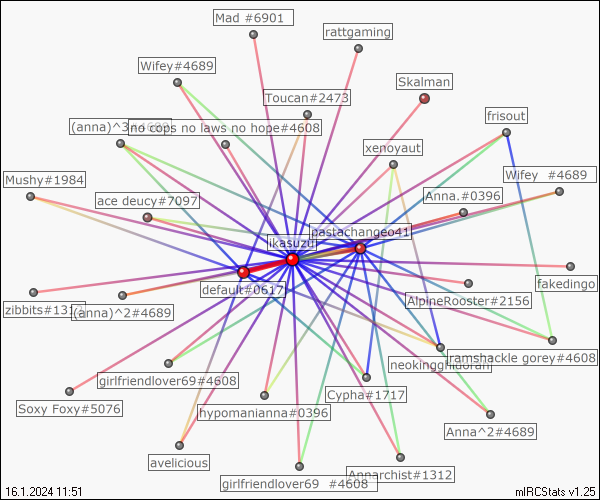 Mad #6901
rattgaming
Wifey#4689
Skalman
Toucan#2473
frisout
(anna)^3
no cops no laws no hope#4608
xenoyaut
Mushy#1984
Wifey #4689
Anna.#0396
ace deucy#7097
pastachangeo41
ikasuzu
fakedingo
default#0617
AlpineRooster#2156
zibbits#131
(anna)^2#4689
ramshackle gorey#4608
neokingghidorah
girlfriendlover69#4608
Cypha#1717
Soxy Foxy#5076
hypomanianna#0396
Anna^2#4689
avelicious
Annarchist#1312
girlfriendlover69 #4608
16.1.2024 11:51
mIRCStats v1.25